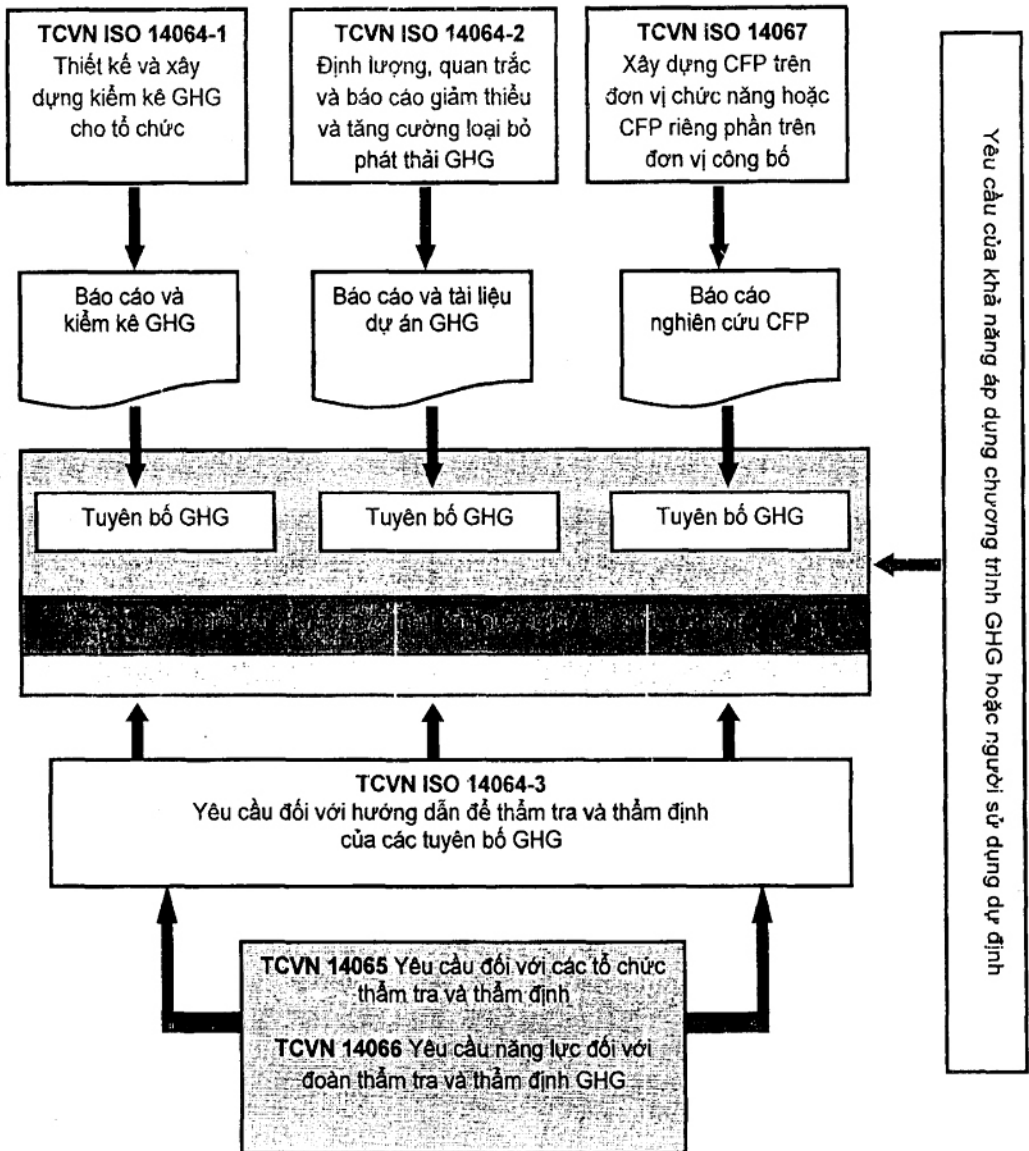 TCVN ISO 14064-1
Thiết kế và xây
dựng kiểm kê GHG
cho tổ chức
TCVN ISO 14064-2
Định lượng, quan trắc
và báo cáo giảm thiểu
và tăng cường loại bỏ
phát thải GHG
TCVN ISO 14067
Xây dựng CFP trên
đơn vị chức năng hoặc
CFP riêng phần trên
đơn vị công bố
Báo cáo và
kiểm kê GHG
Báo cáo và tài liệu
dự án GHG
Báo cáo
nghiên cứu CFP
Tuyên bố GHG
Tuyên bố GHG
Tuyên bố GHG
TCVN ISO 14064-3
Yêu cầu đối với hướng dẫn để thẩm tra và thẩm định
của các tuyên bố GHG
TCVN 14065 Yêu cầu đối với các tổ chức
thẩm tra và thẩm định
TCVN 14066 Yêu cầu năng lực đối với
đoàn thẩm tra và thẩm định GHG
Yêu cầu của khả năng áp dụng chương trình GHG hoặc người sử dụng dự định